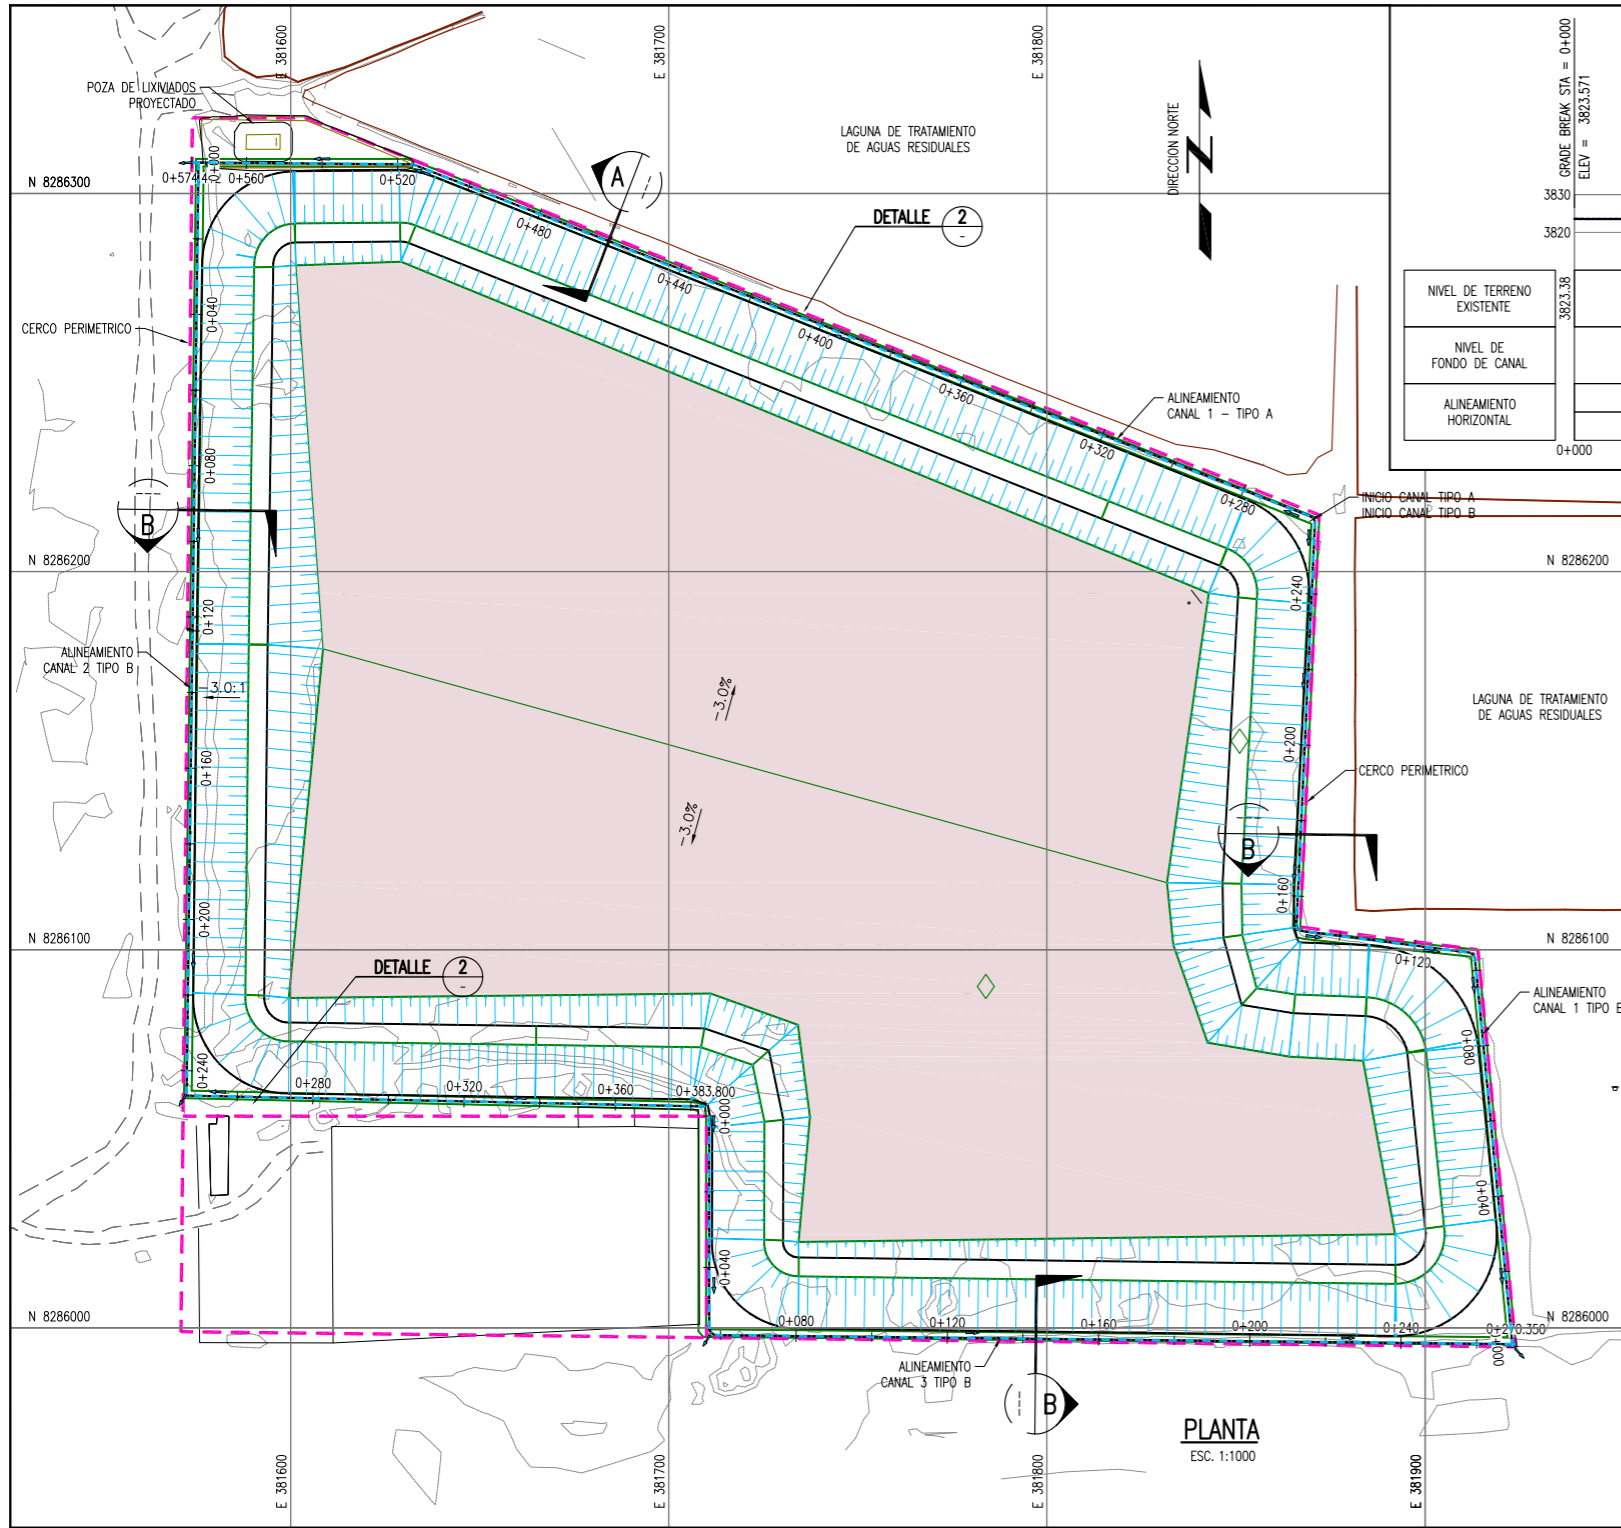 E 381600
E 381700
E 381800
POZA DE LIXIVIADOS
PROYECTADO
LAGUNA DE TRATAMIENTO
DE AGUAS RESIDUALES
DIRECCION NORTE
N
GRADE BREAK STA = 0+000
ELEV = 3823.571
3830
3820
3823.38
NIVEL DE TERRENO
EXISTENTE
NIVEL DE
FONDO DE CANAL
ALINEAMIENTO
HORIZONTAL
0+000
N 8286300
0+560
0+520
A
0+480
DETALLE 2
-
0+440
0+400
0+360
0+320
0+280
0+040
CERCO PERIMETRICO
ALINEAMIENTO
CANAL 1 - TIPO A
0+080
B
INICIO CANAL TIPO A
INICIO CANAL TIPO B
N 8286200
N 8286200
0+240
0+120
ALINEAMIENTO
CANAL 2 TIPO B
-3.0:1
-3.0%
LAGUNA DE TRATAMIENTO
DE AGUAS RESIDUALES
0+160
0+200
CERCO PERIMETRICO
-3.0%
B
0+160
0+200
N 8286100
N 8286100
0+120
DETALLE 2
-
ALINEAMIENTO
CANAL 1 TIPO B
0+080
0+240
0+280
0+320
0+360
0+383.800
0+000
0+040
0+040
N 8286000
N 8286000
0+080
0+120
0+160
0+200
0+240
0+270.350
0+000
ALINEAMIENTO
CANAL 3 TIPO B
B
PLANTA
ESC. 1:1000
E 381600
E 381700
E 381800
E 381900